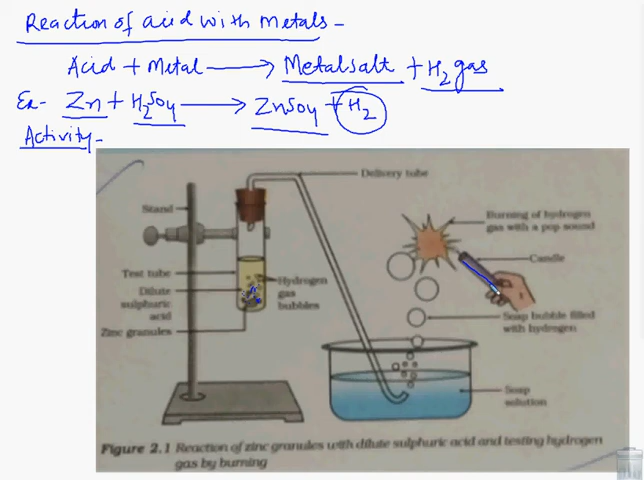 Reaction of acid with Metals -
Acid + Metal → Metal salt + H2 gas
Ex- Zn + H2SO4 → ZnSO4 + H2
Activity -
Delivery tube
Stand
Burning of hydrogen
gas with a pop sound
Candle
Test tube
Dilute
sulphuric
acid
Hydrogen
gas
bubbles
Zinc granules
Soap bubble filled
with hydrogen
Soap
solution
Figure 2.1 Reaction of zinc granules with dilute sulphuric acid and testing hydrogen
gas by burning